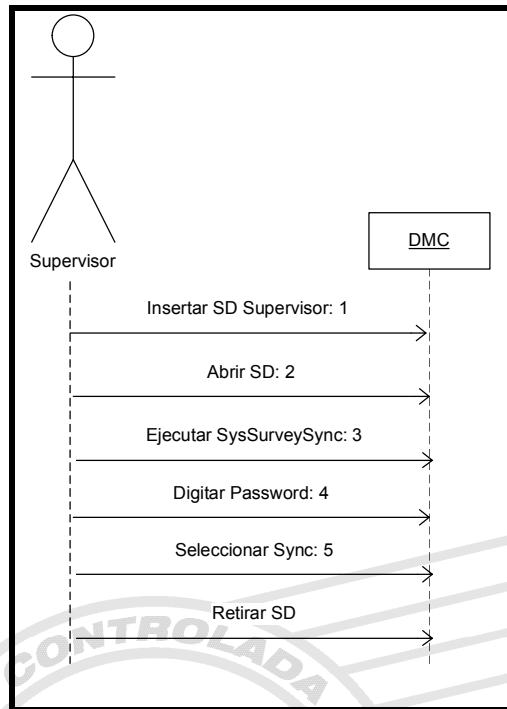 Supervisor
DMC
Insertar SD Supervisor: 1
Abrir SD: 2
Ejecutar SysSurveySync: 3
Digitar Password: 4
Seleccionar Sync: 5
Retirar SD
CONTROLADA